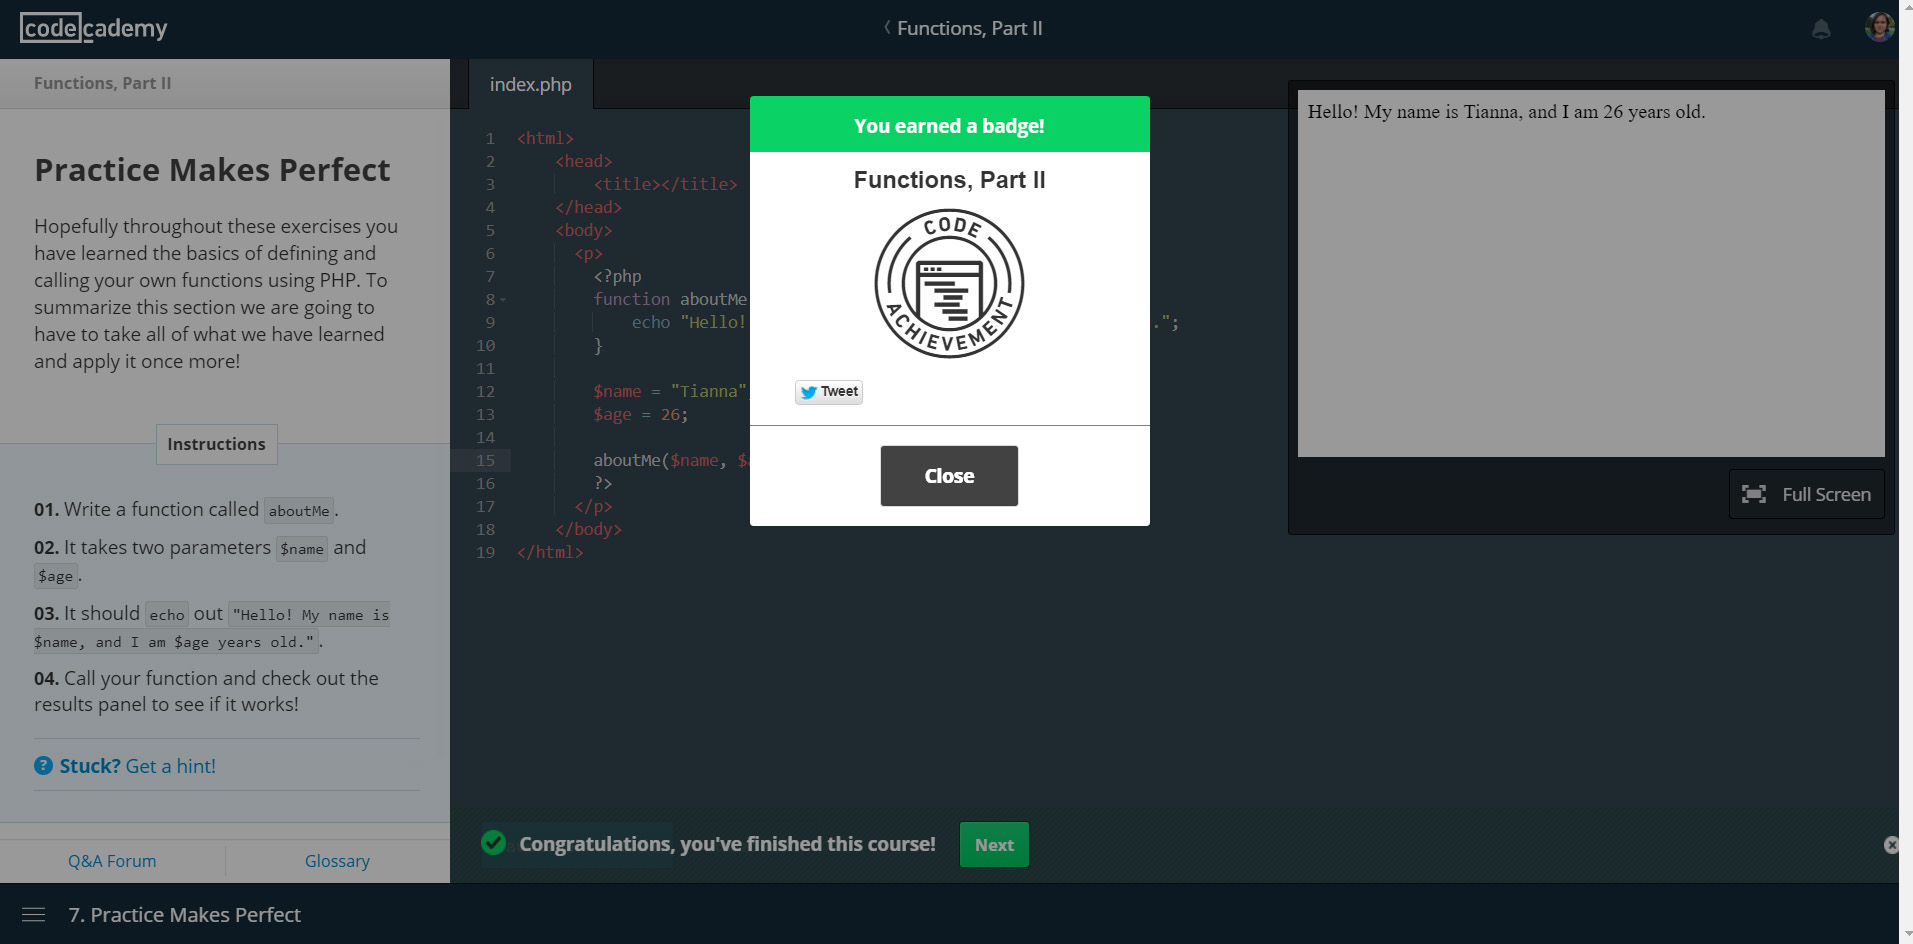 codecademy
Functions, Part II
Functions, Part II
Practice Makes Perfect
Hopefully throughout these exercises you
have learned the basics of defining and
calling your own functions using PHP. To
summarize this section we are going to
have to take all of what we have learned
and apply it once more!
Instructions
01. Write a function called aboutMe.
02. It takes two parameters $name and
$age.
03. It should echo out "Hello! My name is
$name, and I am $age years old.".
04. Call your function and check out the
results panel to see if it works!
? Stuck? Get a hint!
Q&A Forum
Glossary
index.php
1 <html>
2 <head>
3 <title></title>
4 </head>
5 <body>
6 <p>
7 <?php
8 function aboutMe
9 echo "Hello! .";
10 }
11
12 $name = "Tianna"
13 $age = 26;
14
15 aboutMe($name, $
16 ?>
17 </p>
18 </body>
19 </html>
You earned a badge!
Functions, Part II
CODE
ACHIEVEMENT
Tweet
Close
Hello! My name is Tianna, and I am 26 years old.
Full Screen
Congratulations, you've finished this course!
Next
7. Practice Makes Perfect